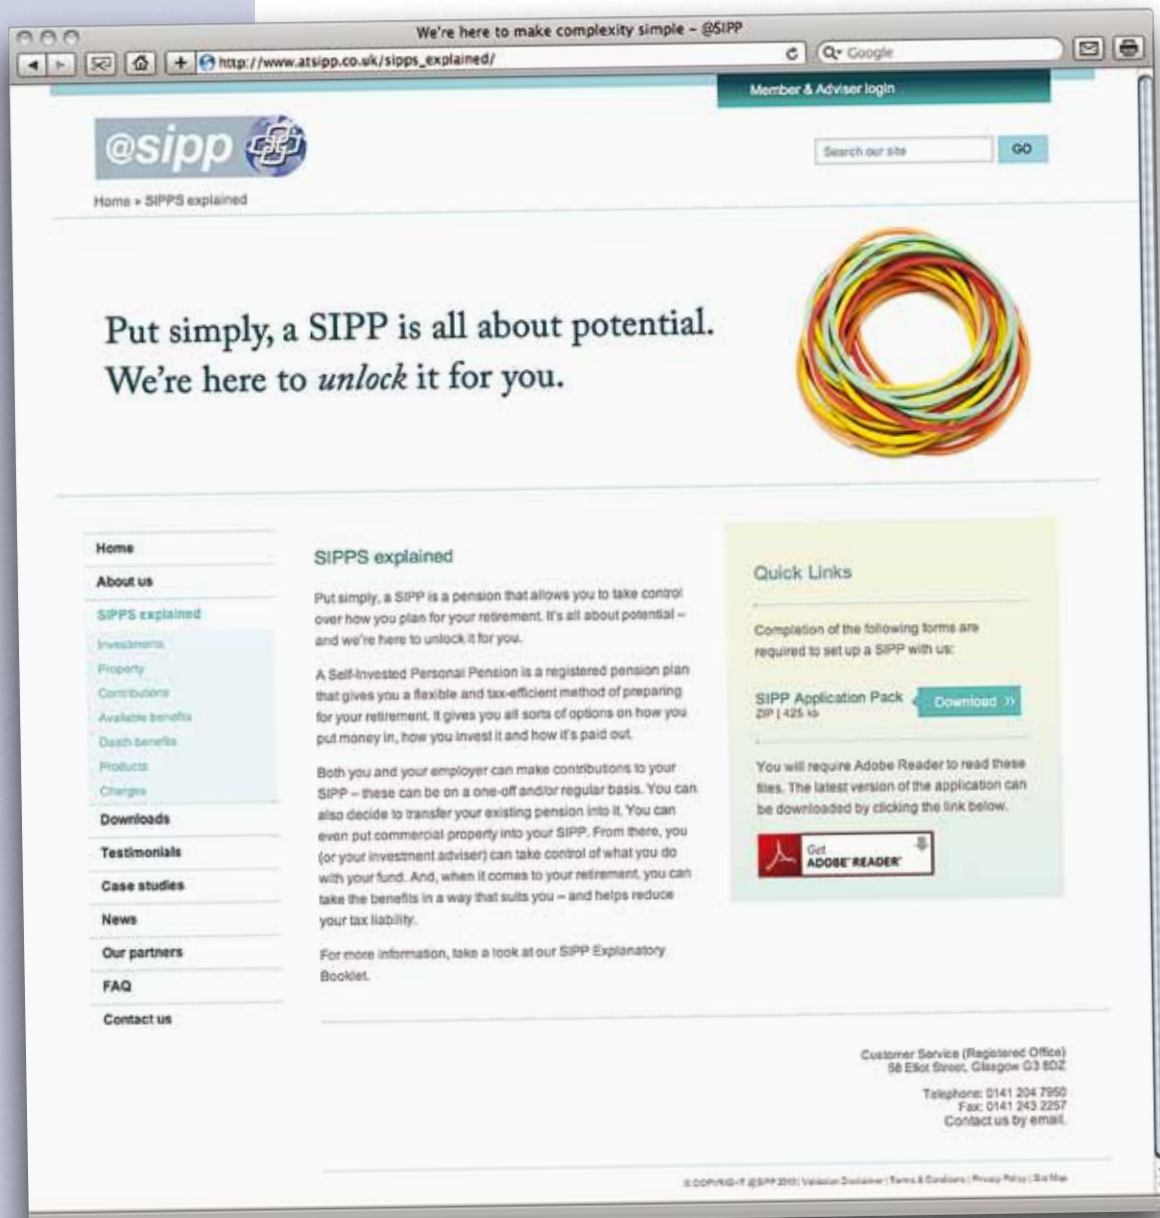 We're here to make complexity simple – @SIPP
http://www.atsipp.co.uk/sipps_explained/
Google
Member & Adviser login
@sipp
Search our site
GO
Home » SIPPS explained
Put simply, a SIPP is all about potential.
We're here to unlock it for you.
Home
About us
SIPPS explained
Investments
Property
Contributions
Available benefits
Death benefits
Products
Charges
Downloads
Testimonials
Case studies
News
Our partners
FAQ
Contact us
SIPPS explained
Put simply, a SIPP is a pension that allows you to take control
over how you plan for your retirement. It's all about potential –
and we're here to unlock it for you.
A Self-Invested Personal Pension is a registered pension plan
that gives you a flexible and tax-efficient method of preparing
for your retirement. It gives you all sorts of options on how you
put money in, how you invest it and how it's paid out.
Both you and your employer can make contributions to your
SIPP – these can be on a one-off and/or regular basis. You can
also decide to transfer your existing pension into it. You can
even put commercial property into your SIPP. From there, you
(or your investment adviser) can take control of what you do
with your fund. And, when it comes to your retirement, you can
take the benefits in a way that suits you – and helps reduce
your tax liability.
For more information, take a look at our SIPP Explanatory
Booklet.
Quick Links
Completion of the following forms are
required to set up a SIPP with us:
SIPP Application Pack
ZIP | 425 kb
Download »
You will require Adobe Reader to read these
files. The latest version of the application can
be downloaded by clicking the link below.
Get
ADOBE® READER®
Customer Service (Registered Office)
58 Elliot Street, Glasgow G3 8DZ
Telephone: 0141 204 7950
Fax: 0141 243 2257
Contact us by email.
© COPYRIGHT @SIPP 2010 | Validation Disclaimer | Terms & Conditions | Privacy Policy | Site Map